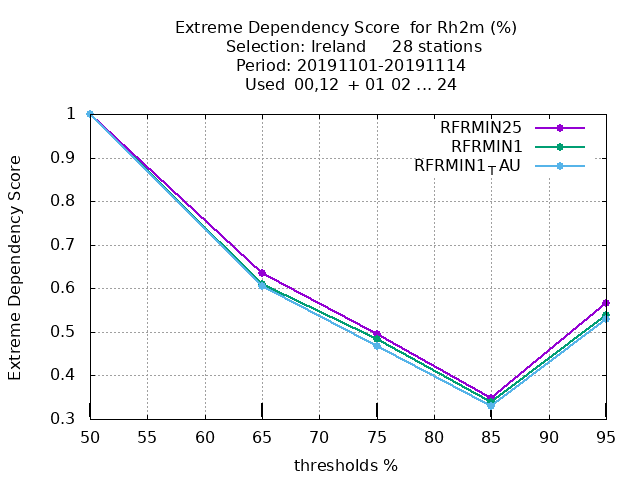 Extreme Dependency Score for Rh2m (%)
Selection: Ireland 28 stations
Period: 20191101-20191114
Used 00,12 + 01 02 ... 24
RFRMIN25
RFRMIN1
RFRMIN1TAU
Extreme Dependency Score
1
0.9
0.8
0.7
0.6
0.5
0.4
0.3
50 55 60 65 70 75 80 85 90 95
thresholds %